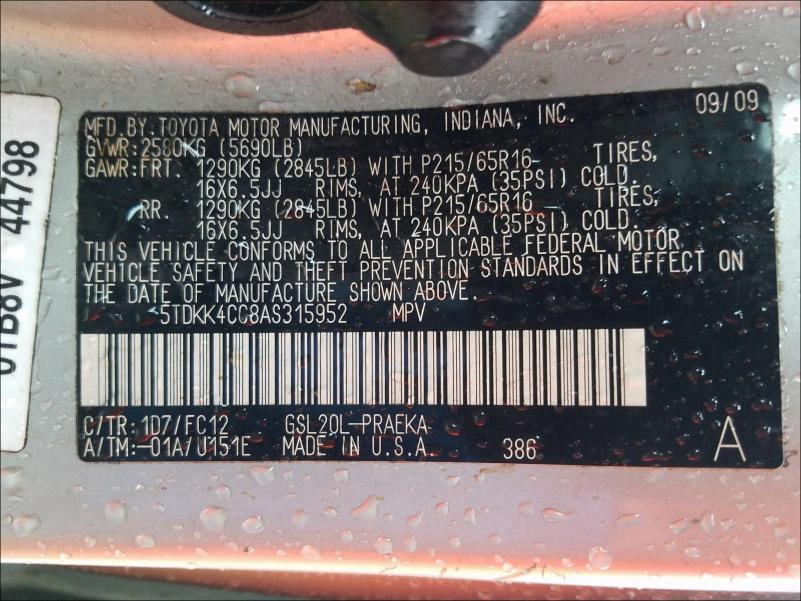 09/09
MFD.BY.TOYOTA MOTOR MANUFACTURING, INDIANA, INC.
GVWR:2580KG (5690LB)
GAWR:FRT. 1290KG (2845LB) WITH P215/65R16- TIRES,
16X6.5JJ RIMS, AT 240KPA (35PSI) COLD.
RR. 1290KG (2845LB) WITH P215/65R16 TIRES,
16X6.5JJ RIMS, AT 240KPA (35PSI) COLD.
THIS VEHICLE CONFORMS TO ALL APPLICABLE FEDERAL MOTOR
VEHICLE SAFETY AND THEFT PREVENTION STANDARDS IN EFFECT ON
THE DATE OF MANUFACTURE SHOWN ABOVE.
5TDKK4CC8AS315952 MPV
C/TR:1D7/FC12 GSL20L-PRAEKA
A/TM:-01A/U151E MADE IN U.S.A. 386 A
44798